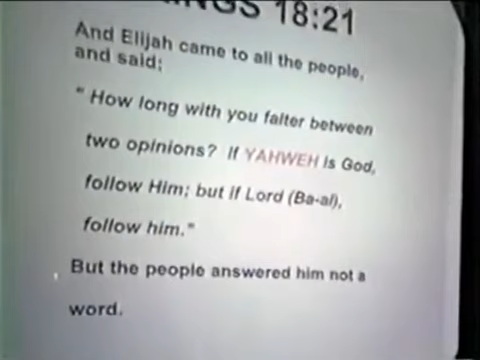 INGS 18:21
And Elijah came to all the people,
and said;
" How long with you falter between
two opinions? If YAHWEH is God,
follow Him; but if Lord (Ba-al),
follow him."
But the people answered him not a
word.